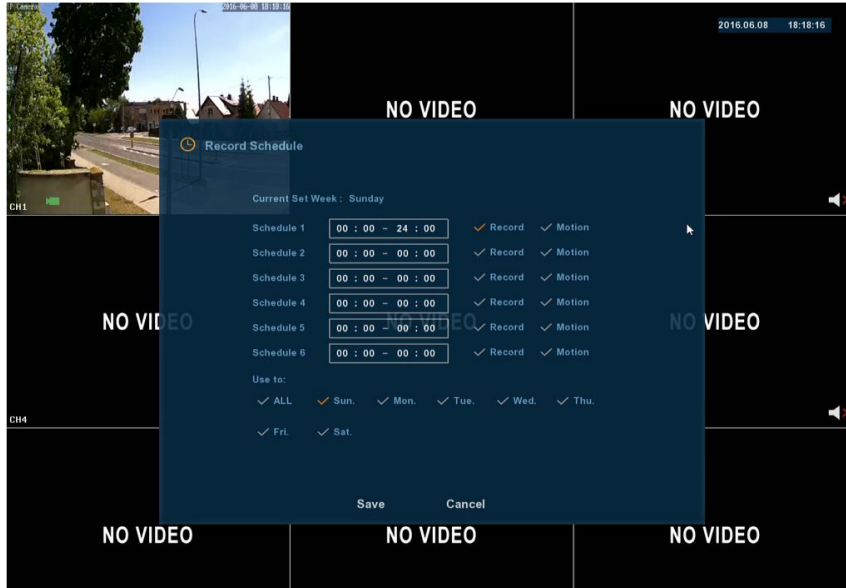 IP Camera 2016-06-08 18:18:16
2016.06.08 18:18:16
NO VIDEO NO VIDEO
Record Schedule
CH1
Current Set Week : Sunday
Schedule 1 00 : 00 - 24 : 00 Record Motion
Schedule 2 00 : 00 - 00 : 00 Record Motion
Schedule 3 00 : 00 - 00 : 00 Record Motion
Schedule 4 00 : 00 - 00 : 00 Record Motion
NO VIDEO NO VIDEO NO VIDEO
Schedule 5 00 : 00 - 00 : 00 Record Motion
Schedule 6 00 : 00 - 00 : 00 Record Motion
Use to:
ALL Sun. Mon. Tue. Wed. Thu.
CH4
Fri. Sat.
Save Cancel
NO VIDEO NO VIDEO NO VIDEO